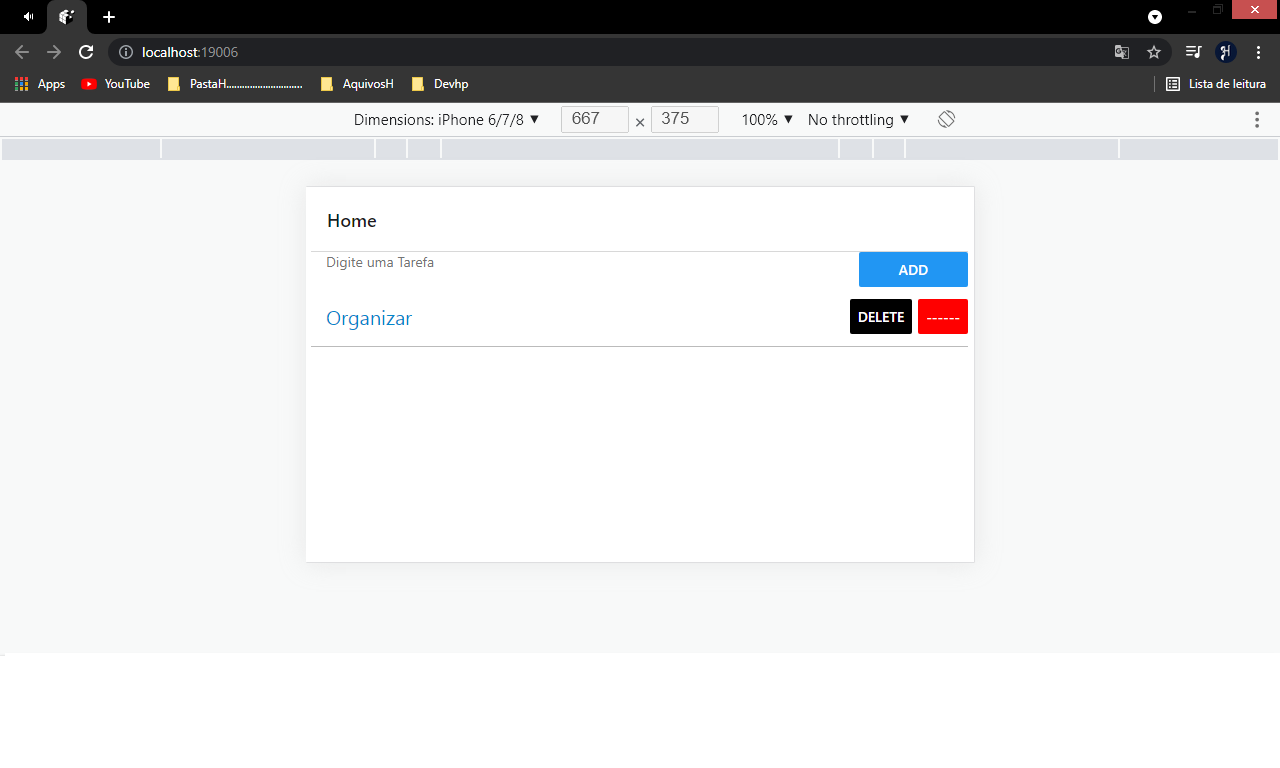 localhost:19006
Apps YouTube PastaH............................. AquivosH Devhp Lista de leitura
Dimensions: iPhone 6/7/8 ▼ 667 × 375 100% ▼ No throttling ▼
Home
Digite uma Tarefa ADD
Organizar DELETE ------